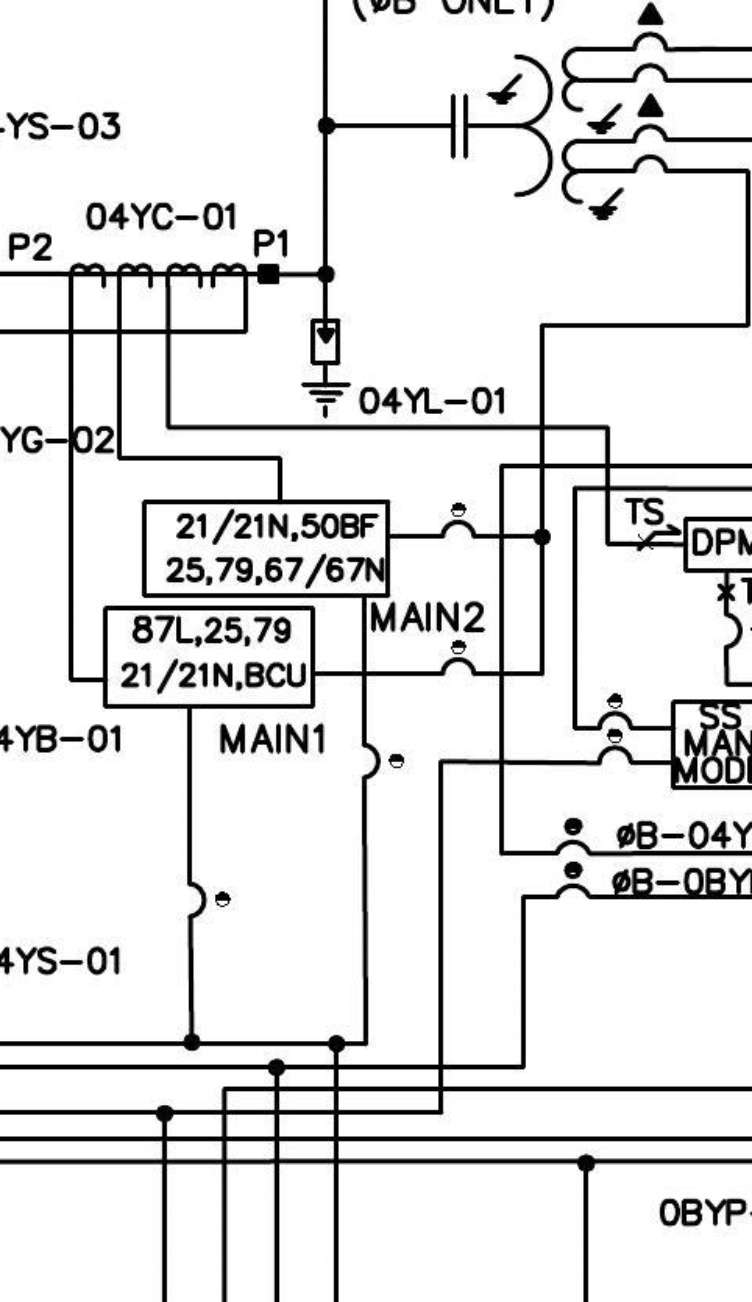 (øB ONLY)
YS-03
04YC-01
P2
P1
04YL-01
YG-02
21/21N,50BF
25,79,67/67N
TS
DPM
MAIN2
87L,25,79
21/21N,BCU
MAIN1
4YB-01
SS
MAN
MODE
øB-04Y
øB-0BY
4YS-01
0BYP-